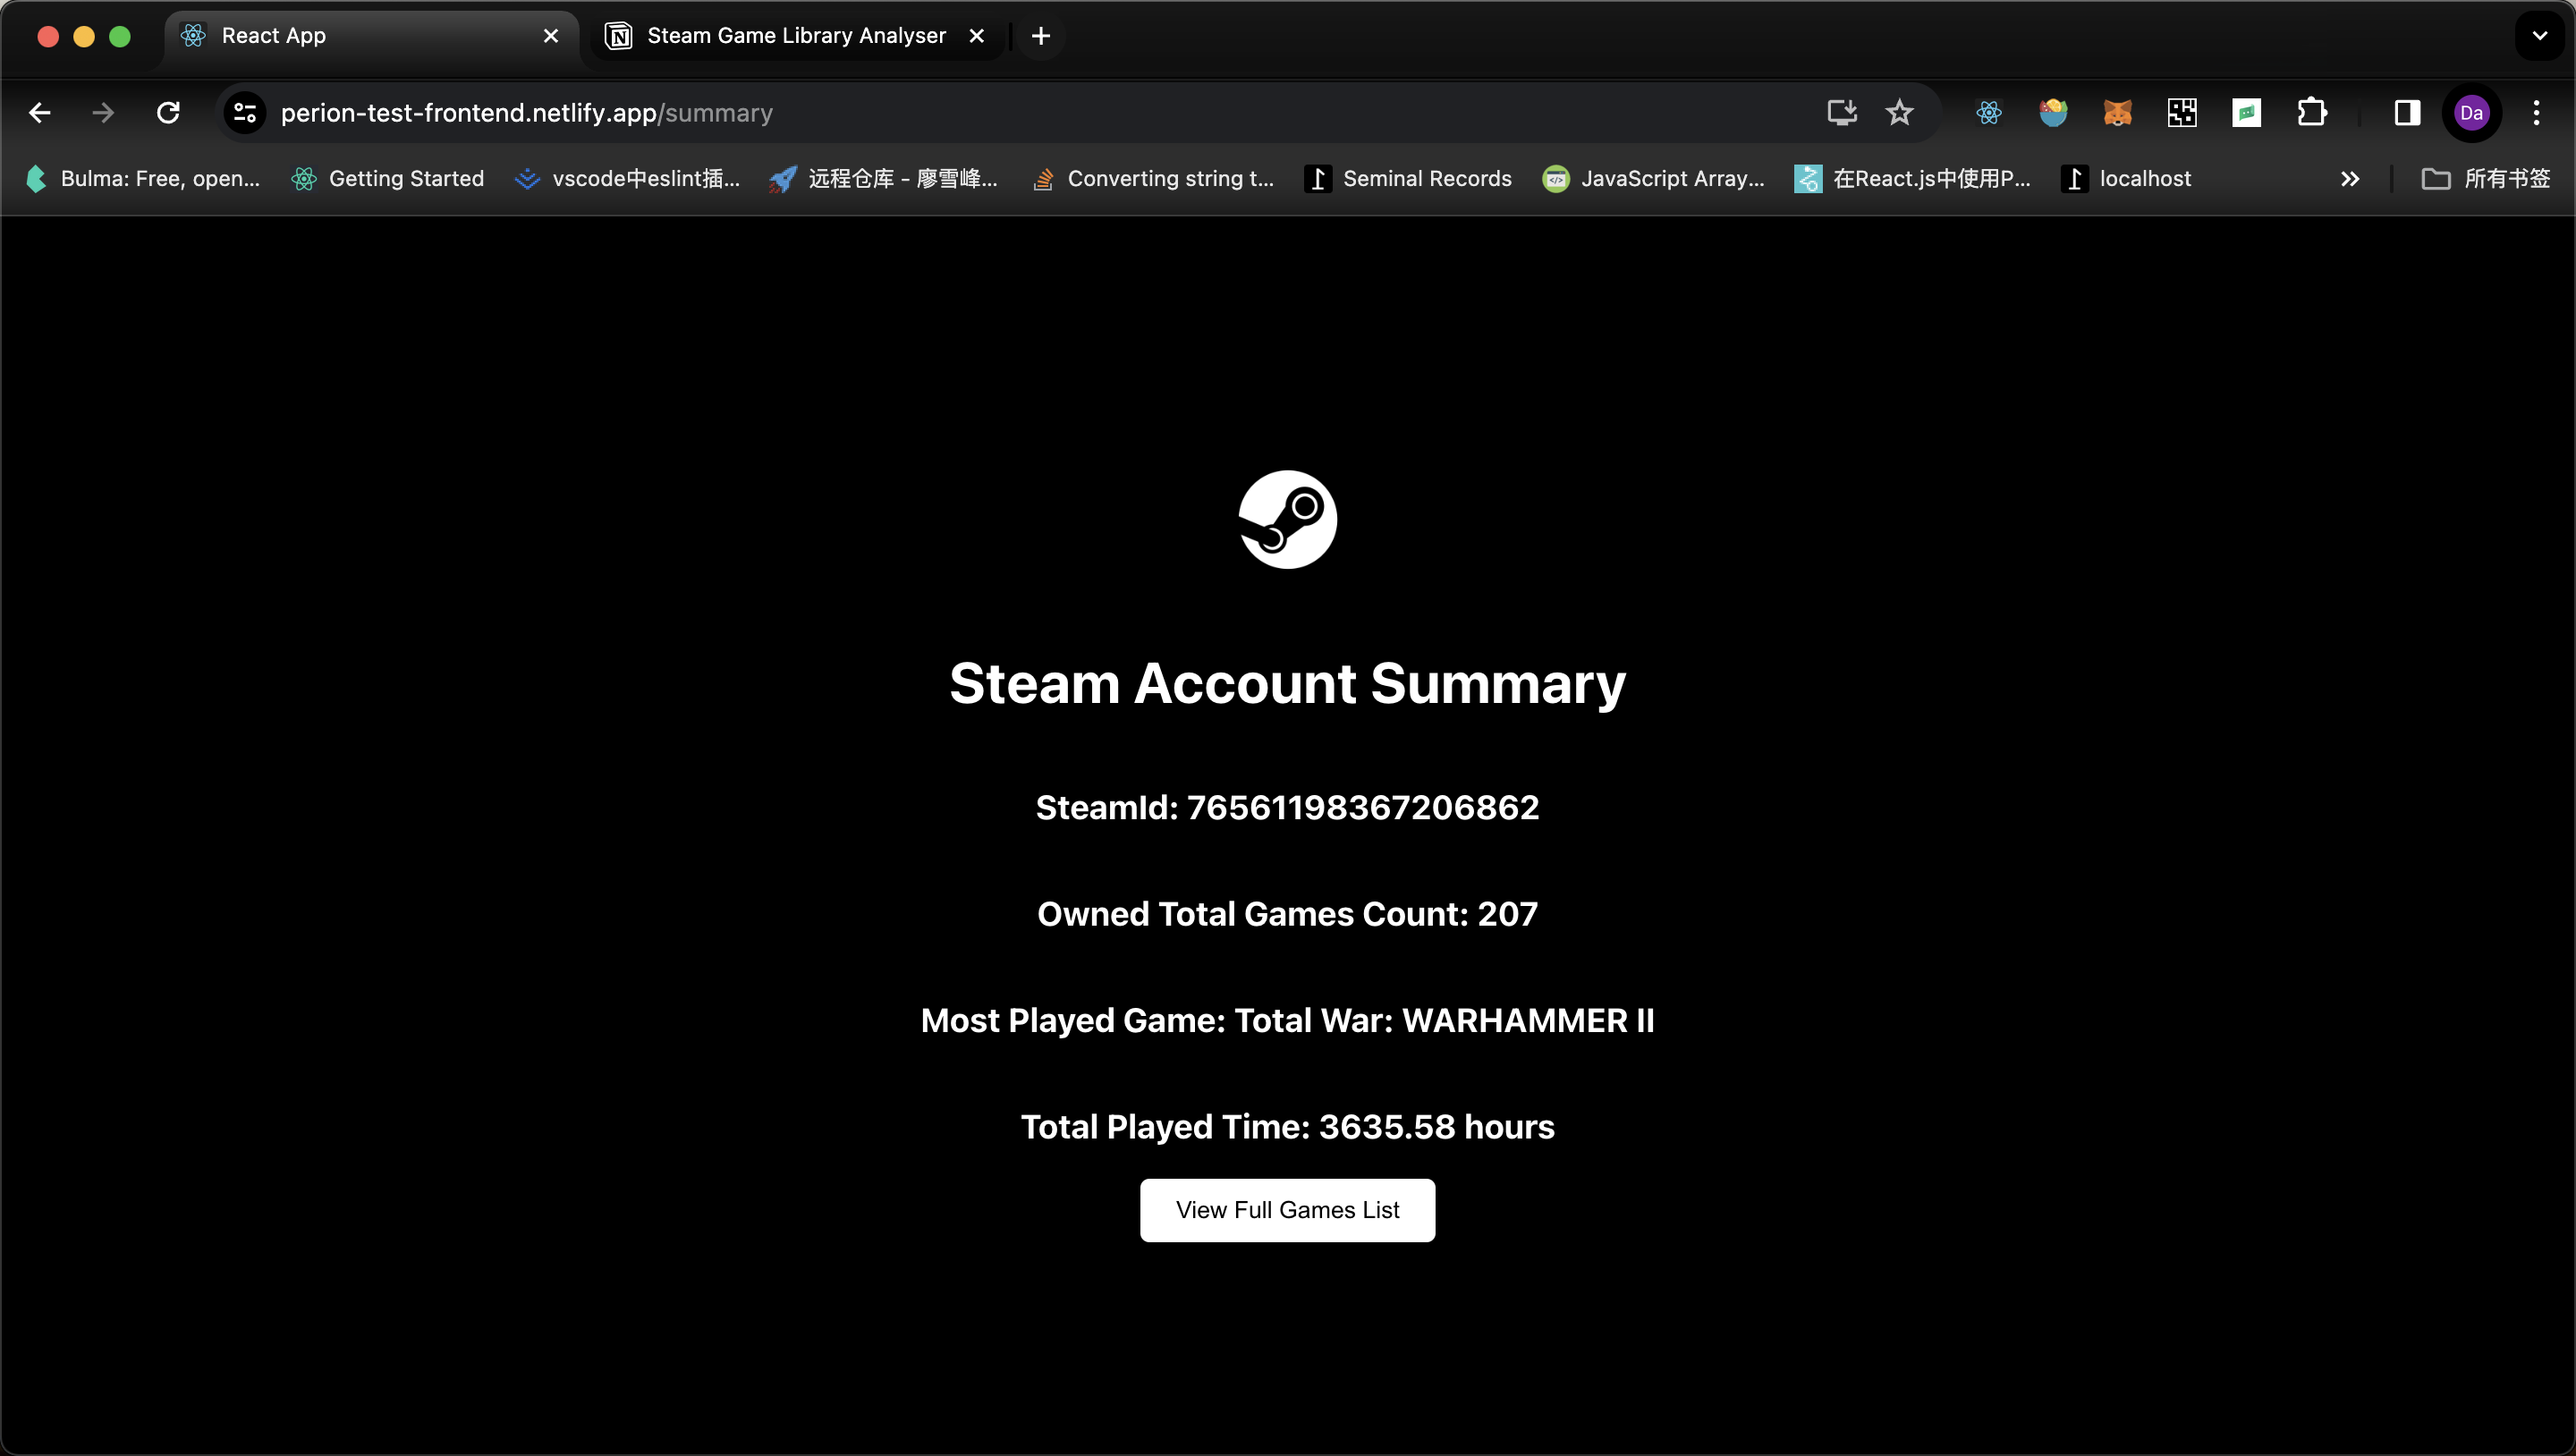 React App
Steam Game Library Analyser
perion-test-frontend.netlify.app/summary
Da
Bulma: Free, open...
Getting Started
vscode中eslint插...
远程仓库 - 廖雪峰...
Converting string t...
Seminal Records
JavaScript Array...
在React.js中使用P...
localhost
所有书签
Steam Account Summary
SteamId: 76561198367206862
Owned Total Games Count: 207
Most Played Game: Total War: WARHAMMER II
Total Played Time: 3635.58 hours
View Full Games List